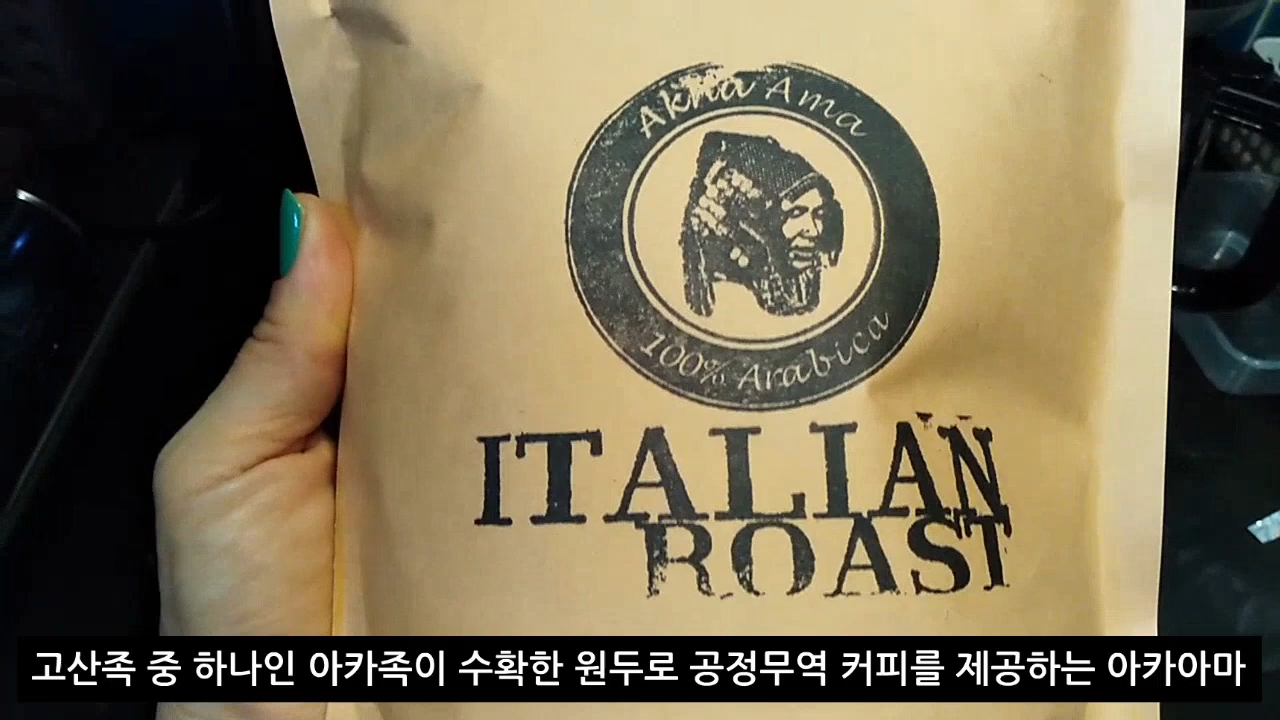 Akha Ama
100% Arabica
ITALIAN
ROAST
고산족 중 하나인 아카족이 수확한 원두로 공정무역 커피를 제공하는 아카아마